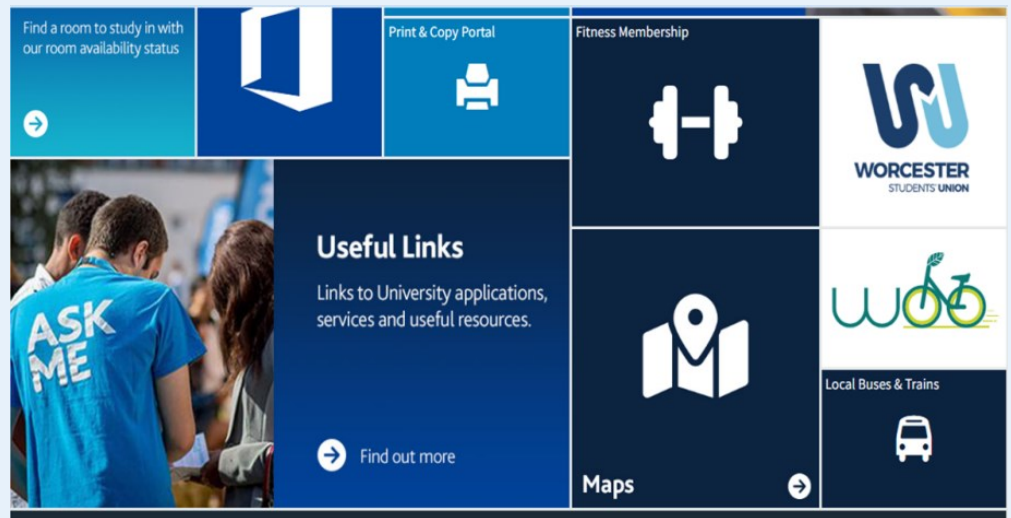 Find a room to study in with
our room availability status
Print & Copy Portal
Fitness Membership
WORCESTER
STUDENTS' UNION
ASK
ME
Useful Links
Links to University applications,
services and useful resources.
Find out more
Maps
woo
Local Buses & Trains